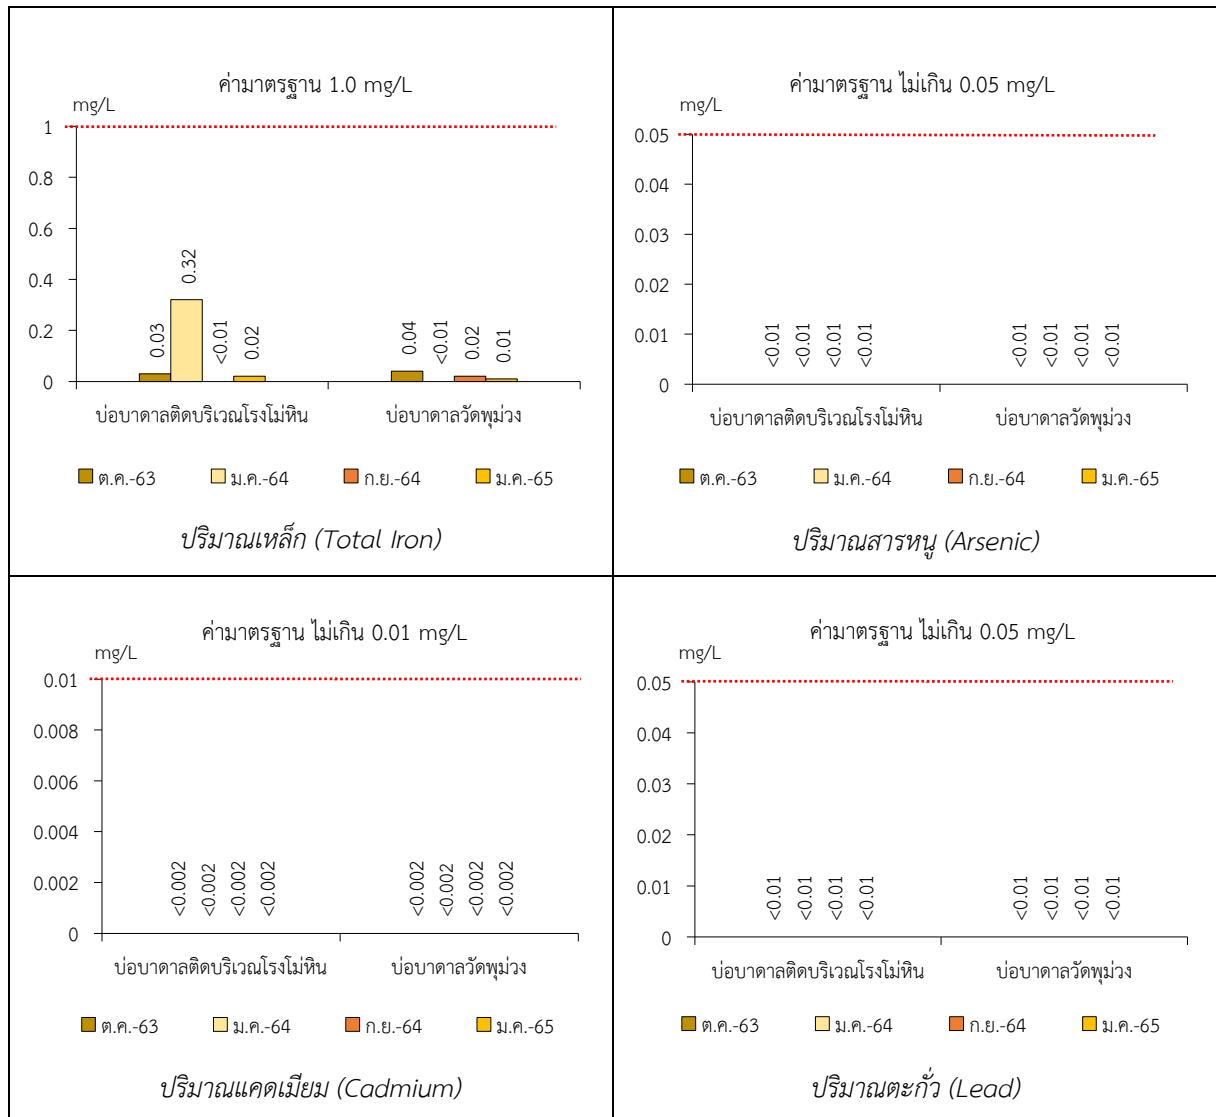 ค่ามาตรฐาน 1.0 mg/L
mg/L
1
0.8
0.6
0.4
0.2
0
0.03 0.32 <0.01 0.02 0.04 <0.01 0.02 0.01
บ่อบาดาลติดบริเวณโรงโม่หิน บ่อบาดาลวัดพุม่วง
ต.ค.-63 ม.ค.-64 ก.ย.-64 ม.ค.-65
ปริมาณเหล็ก (Total Iron)
ค่ามาตรฐาน ไม่เกิน 0.05 mg/L
mg/L
0.05
0.04
0.03
0.02
0.01
0
<0.01 <0.01 <0.01 <0.01 <0.01 <0.01 <0.01 <0.01
บ่อบาดาลติดบริเวณโรงโม่หิน บ่อบาดาลวัดพุม่วง
ต.ค.-63 ม.ค.-64 ก.ย.-64 ม.ค.-65
ปริมาณสารหนู (Arsenic)
ค่ามาตรฐาน ไม่เกิน 0.01 mg/L
mg/L
0.01
0.008
0.006
0.004
0.002
0
<0.002 <0.002 <0.002 <0.002 <0.002 <0.002 <0.002 <0.002
บ่อบาดาลติดบริเวณโรงโม่หิน บ่อบาดาลวัดพุม่วง
ต.ค.-63 ม.ค.-64 ก.ย.-64 ม.ค.-65
ปริมาณแคดเมียม (Cadmium)
ค่ามาตรฐาน ไม่เกิน 0.05 mg/L
mg/L
0.05
0.04
0.03
0.02
0.01
0
<0.01 <0.01 <0.01 <0.01 <0.01 <0.01 <0.01 <0.01
บ่อบาดาลติดบริเวณโรงโม่หิน บ่อบาดาลวัดพุม่วง
ต.ค.-63 ม.ค.-64 ก.ย.-64 ม.ค.-65
ปริมาณตะกั่ว (Lead)